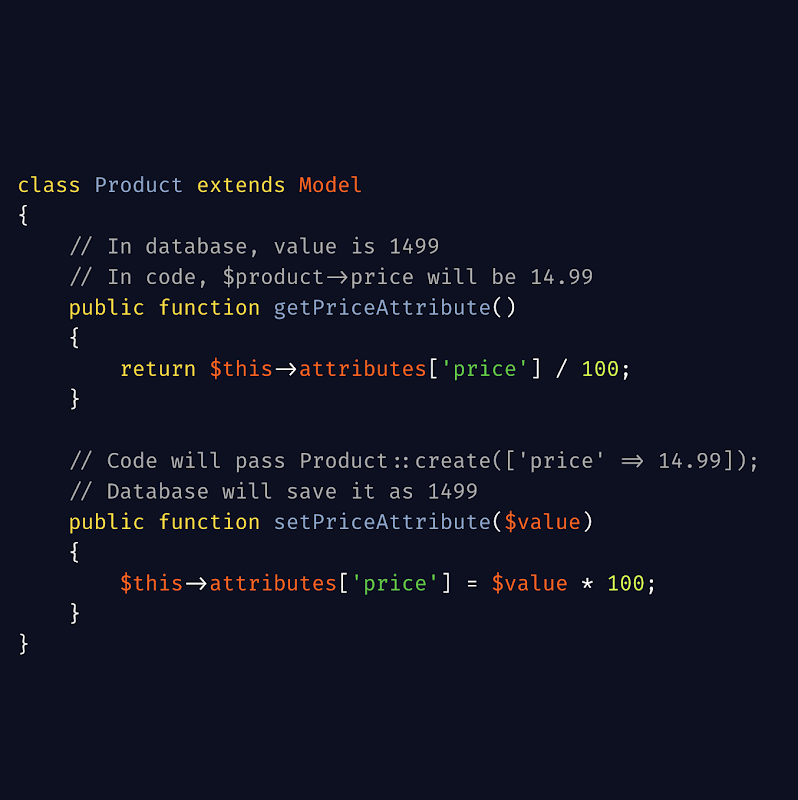 class Product extends Model
{
    // In database, value is 1499
    // In code, $product->price will be 14.99
    public function getPriceAttribute()
    {
        return $this->attributes['price'] / 100;
    }

    // Code will pass Product::create(['price' => 14.99]);
    // Database will save it as 1499
    public function setPriceAttribute($value)
    {
        $this->attributes['price'] = $value * 100;
    }
}